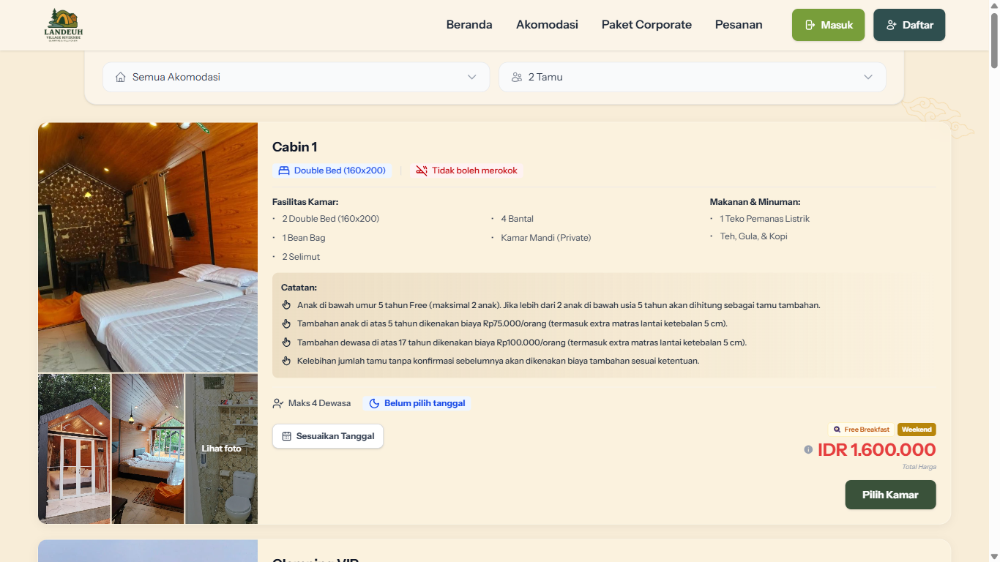 LANDEUH
VILLAGE RIVERSIDE
Beranda
Akomodasi
Paket Corporate
Pesanan
Masuk
Daftar
Semua Akomodasi
2 Tamu
Cabin 1
Double Bed (160x200)
Tidak boleh merokok
Fasilitas Kamar:
• 2 Double Bed (160x200)
• 4 Bantal
• 1 Bean Bag
• Kamar Mandi (Private)
• 2 Selimut
Makanan & Minuman:
• 1 Teko Pemanas Listrik
• Teh, Gula, & Kopi
Catatan:
Anak di bawah umur 5 tahun Free (maksimal 2 anak). Jika lebih dari 2 anak di bawah usia 5 tahun akan dihitung sebagai tamu tambahan.
Tambahan anak di atas 5 tahun dikenakan biaya Rp75.000/orang (termasuk extra matras lantai ketebalan 5 cm).
Tambahan dewasa di atas 17 tahun dikenakan biaya Rp100.000/orang (termasuk extra matras lantai ketebalan 5 cm).
Kelebihan jumlah tamu tanpa konfirmasi sebelumnya akan dikenakan biaya tambahan sesuai ketentuan.
Maks 4 Dewasa
Belum pilih tanggal
Lihat foto
Sesuaikan Tanggal
Free Breakfast
Weekend
IDR 1.600.000
Total Harga
Pilih Kamar
Glamping VIP